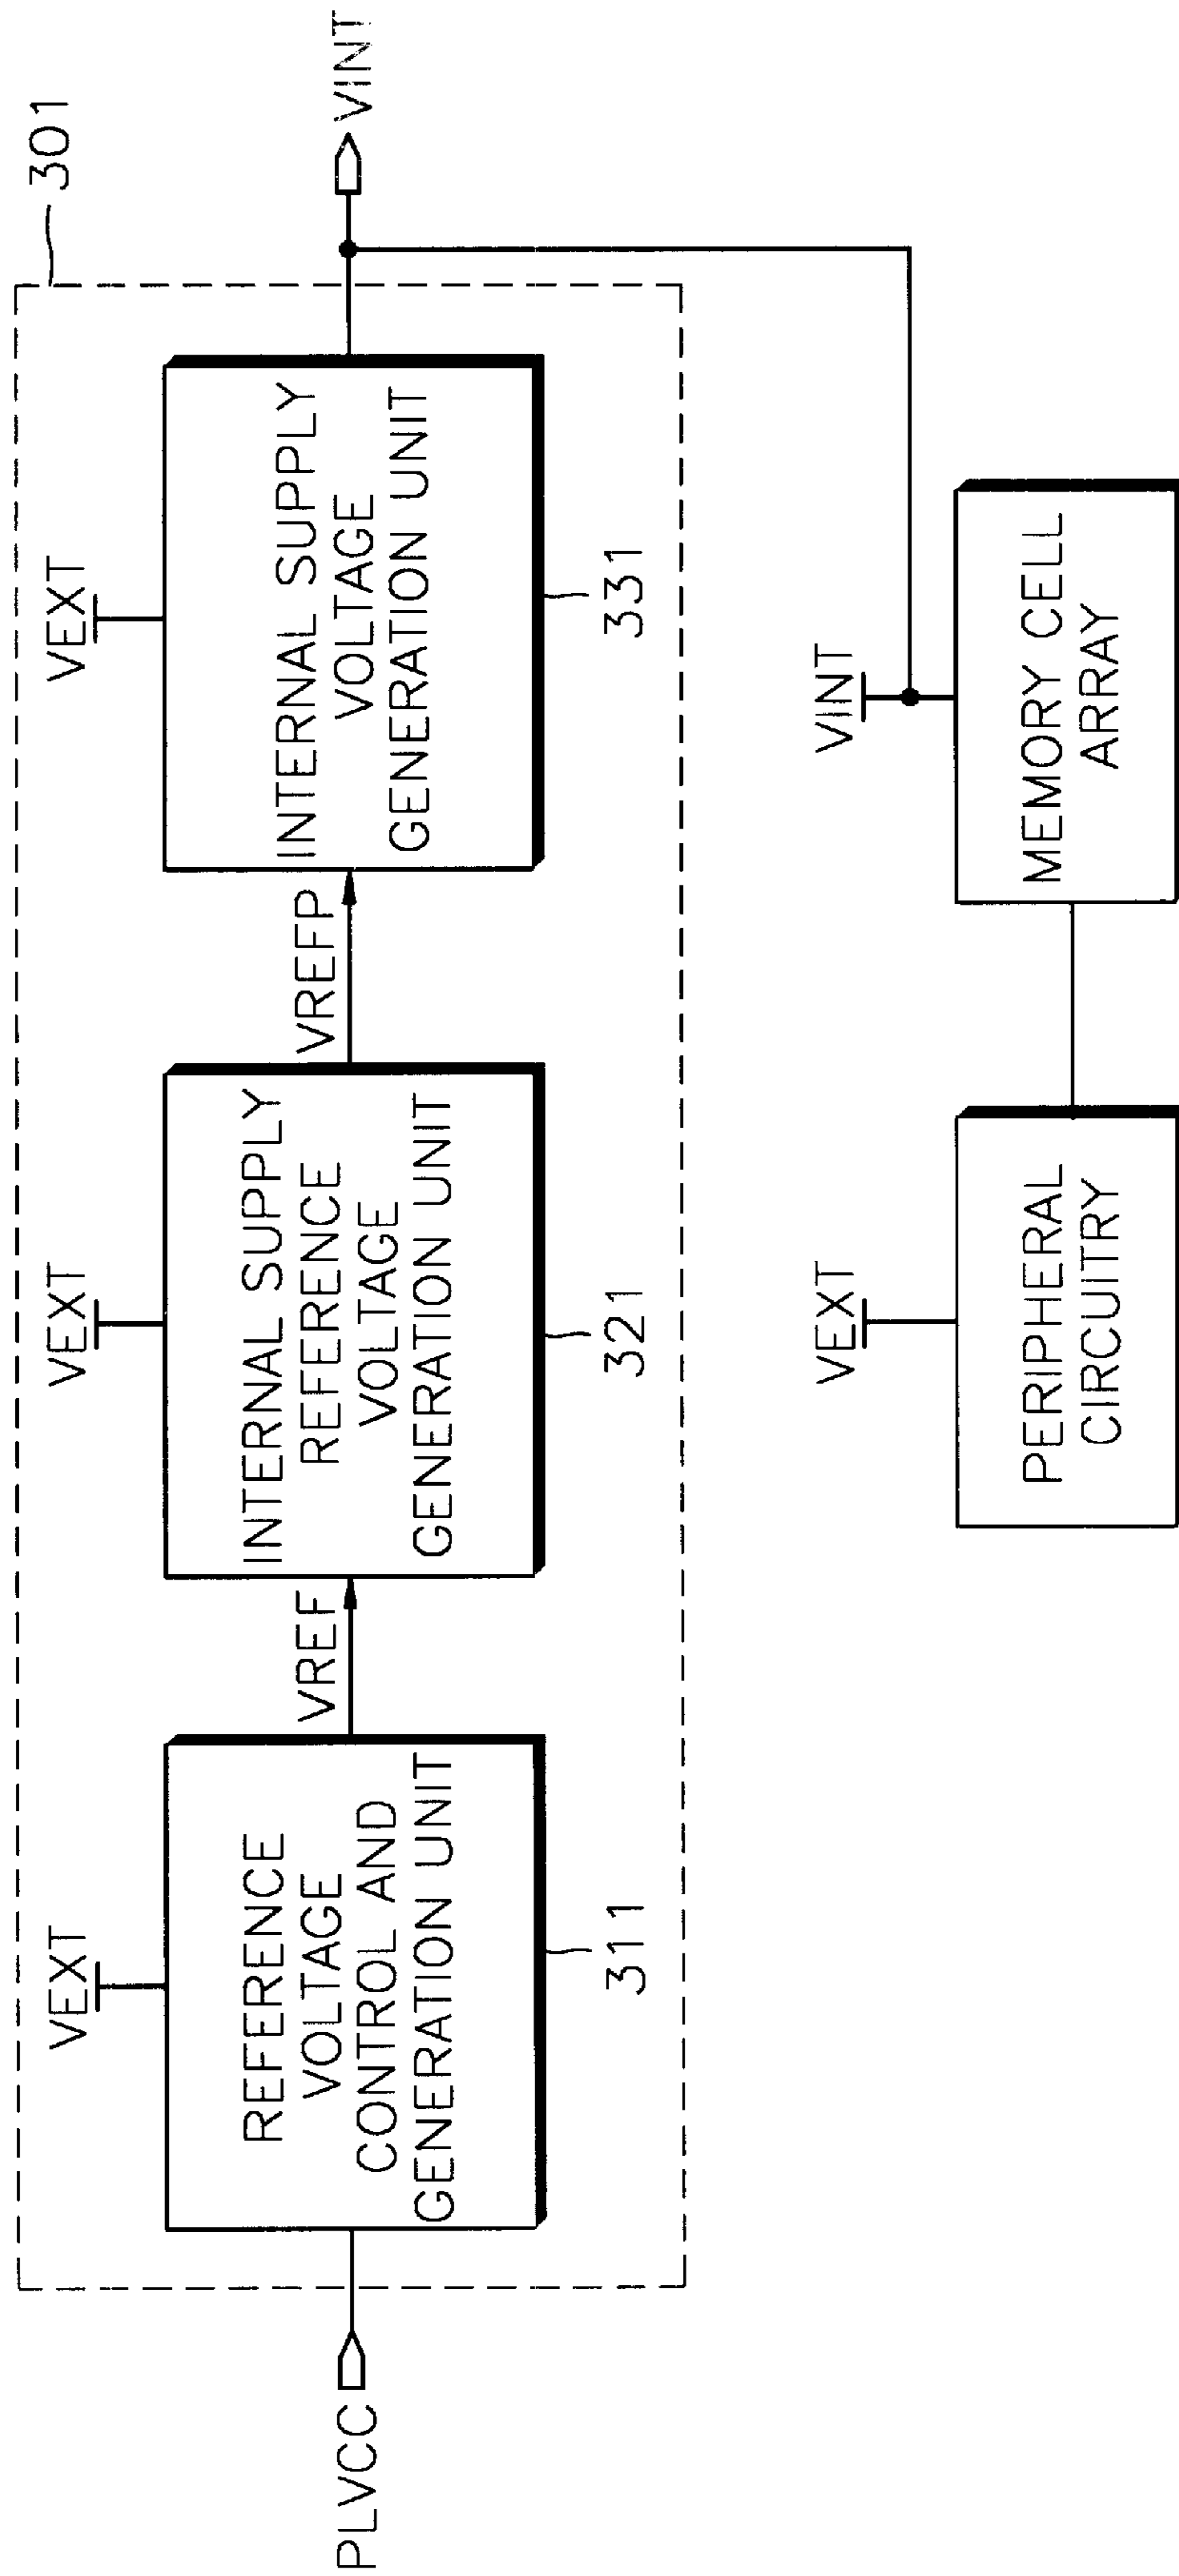 301
VEXT
VEXT
VEXT
PLVCC
REFERENCE
VOLTAGE
CONTROL AND
GENERATION UNIT
VREF
INTERNAL SUPPLY
REFERENCE
VOLTAGE
GENERATION UNIT
VREFP
INTERNAL SUPPLY
VOLTAGE
GENERATION UNIT
VINT
311
321
331
VEXT
VINT
PERIPHERAL
CIRCUITRY
MEMORY CELL
ARRAY